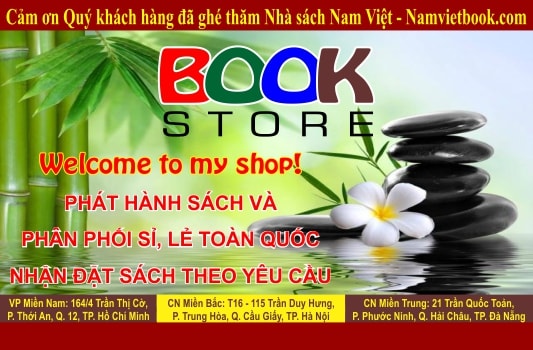 Cảm ơn Quý khách hàng đã ghé thăm Nhà sách Nam Việt - Namvietbook.com
BOOK
STORE
Welcome to my shop!
PHÁT HÀNH SÁCH VÀ
PHÂN PHỐI SỈ, LẺ TOÀN QUỐC
NHẬN ĐẶT SÁCH THEO YÊU CẦU
VP Miền Nam: 164/4 Trần Thị Cờ,
P. Thới An, Q. 12, TP. Hồ Chí Minh
CN Miền Bắc: T16 - 115 Trần Duy Hưng,
P. Trung Hòa, Q. Cầu Giấy, TP. Hà Nội
CN Miền Trung: 21 Trần Quốc Toản,
P. Phước Ninh, Q. Hải Châu, TP. Đà Nẵng